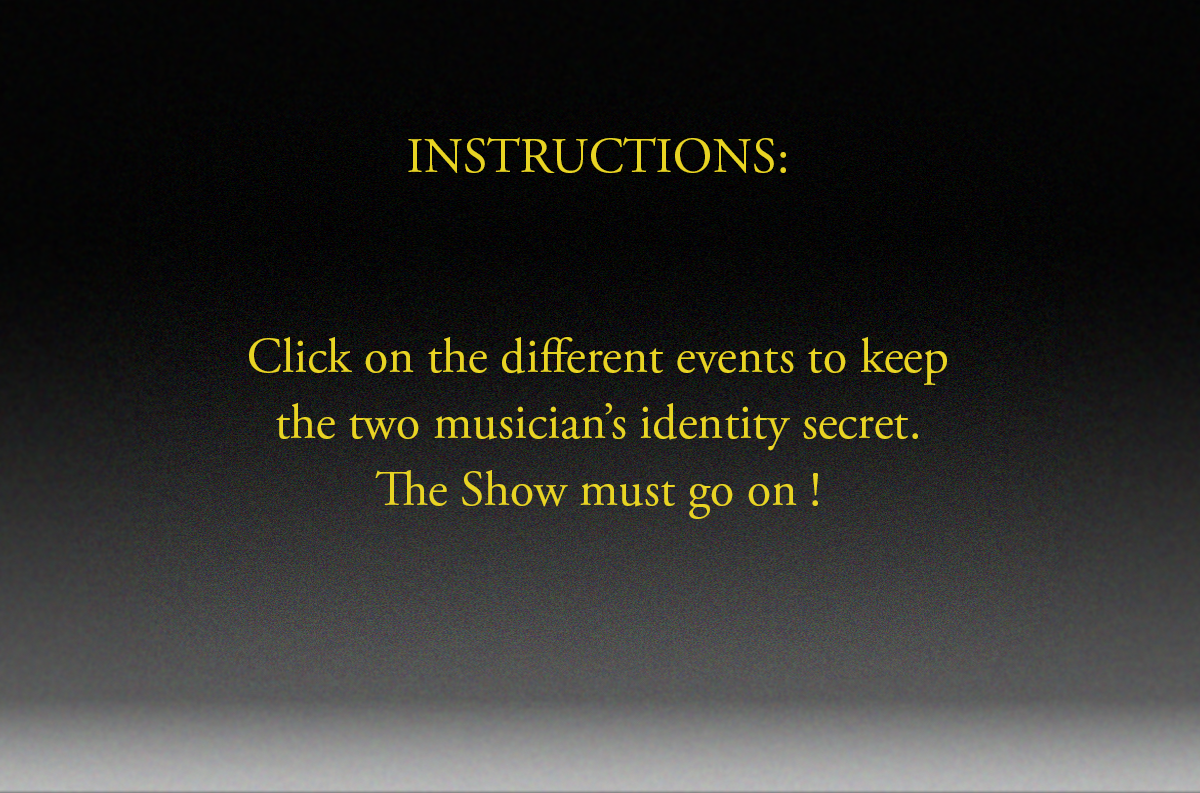 INSTRUCTIONS:
Click on the different events to keep
the two musician’s identity secret.
The Show must go on !